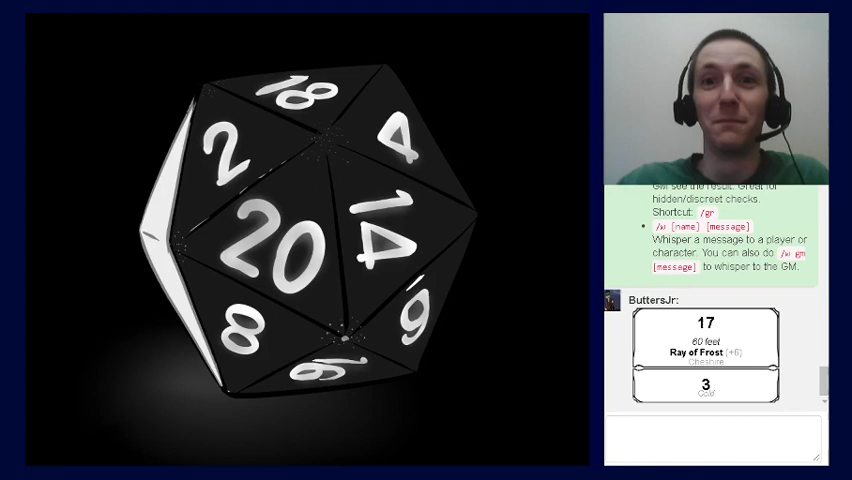 18
2
4
20
14
8
9
16
GM see the result. Great for
hidden/discreet checks.
Shortcut: /gr
/w [name] [message]
Whisper a message to a player or
character. You can also do /w gm
[message] to whisper to the GM.
ButtersJr:
17
60 feet
Ray of Frost (+6)
Cheshire
3
Cold